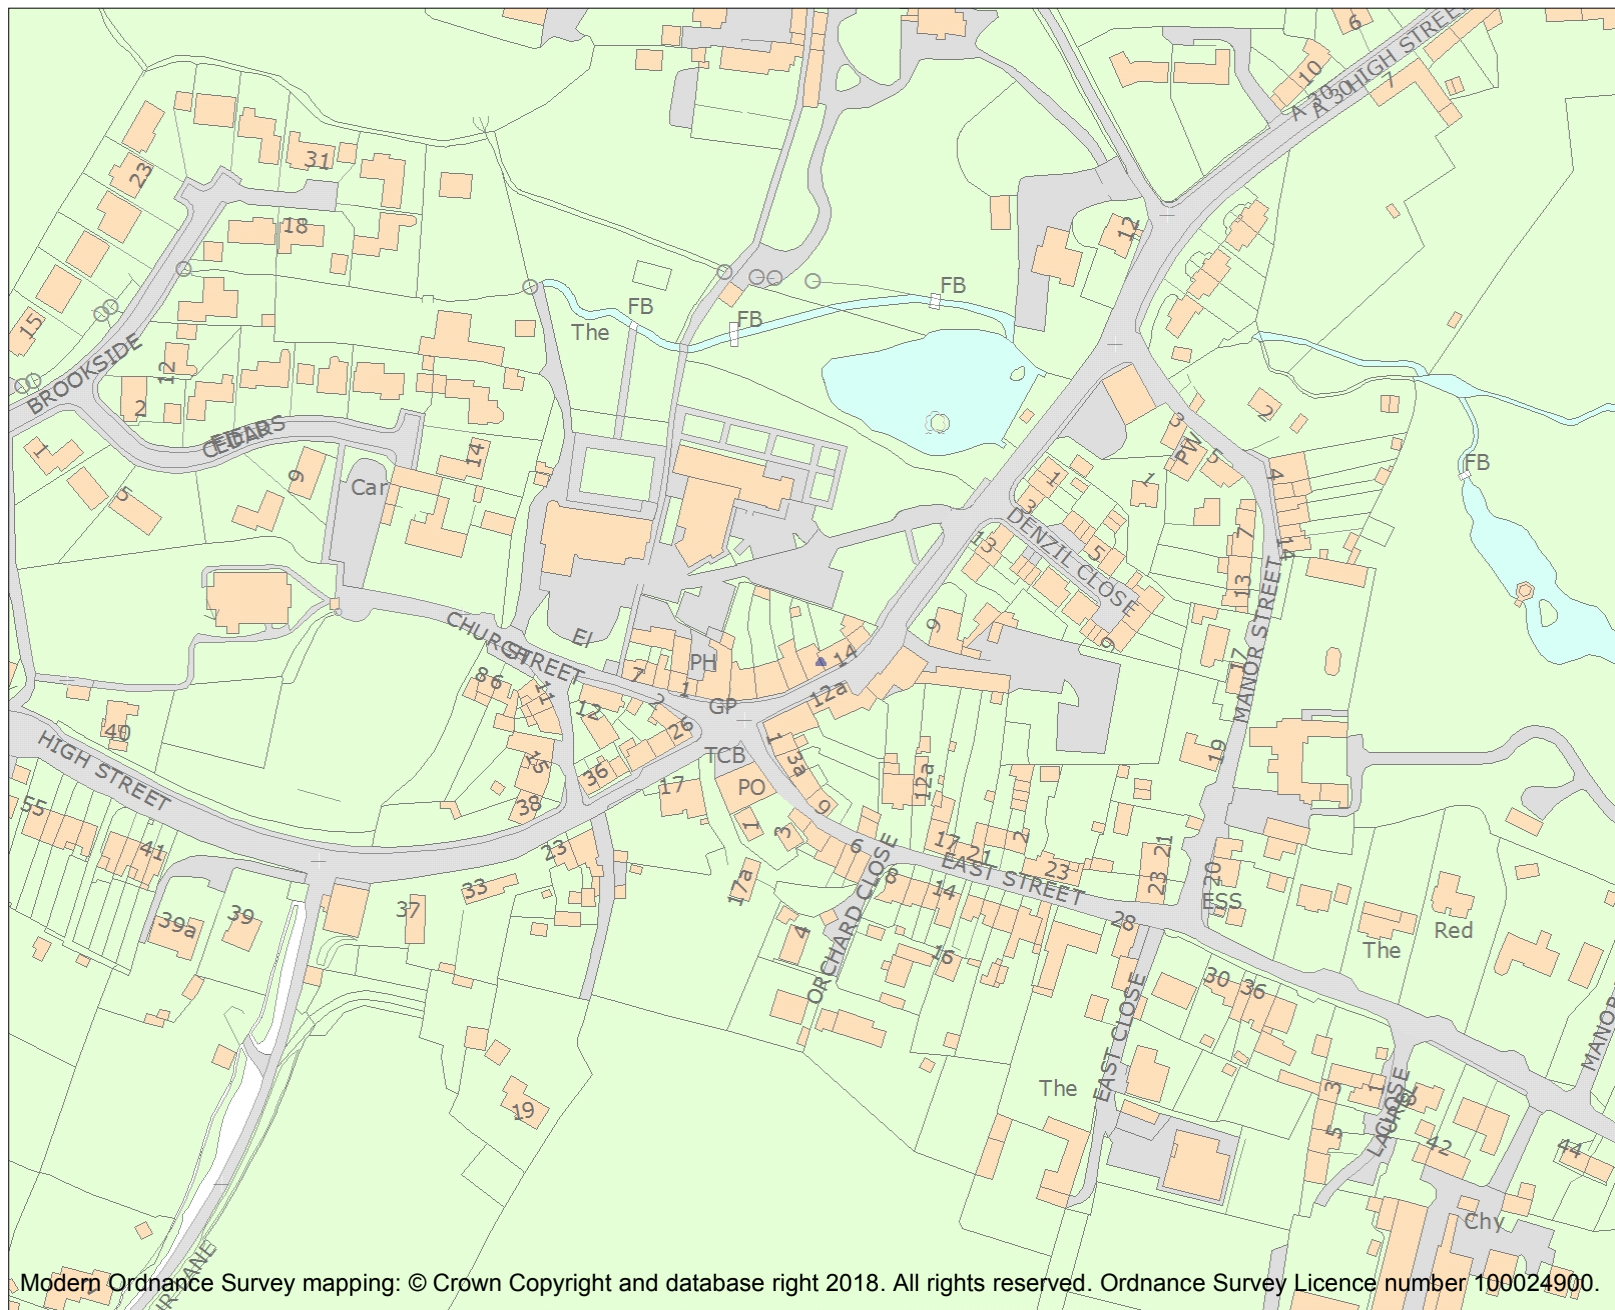 6
HIGH STREET
10
A 30
A 30
7
31
23
18
12
FB
FB
FB
The
15
BROOKSIDE
12
2
2
3
CEDARS
PW
5
1
14
9
5
Car
4
FB
1
1
3
DENZIL CLOSE
13
5
7
14
13
9
9
CHURCH
STREET
El
PH
14
7
1
17
MANOR STREET
8
6
11
12
2
26
GP
12a
40
HIGH STREET
15
TCB
1
3a
19
36
17
PO
12a
55
38
9
1
3
41
23
6
17
21
2
21
EAST STREET
23
33
8
14
23
20
17a
39a
39
37
ORCHARD CLOSE
28
ESS
4
16
The
Red
30
36
EAST CLOSE
MANOR
The
19
3
1
LAUREL
CLOSE
5
42
44
Chy
LANE
Modern Ordnance Survey mapping: © Crown Copyright and database right 2018. All rights reserved. Ordnance Survey Licence number 100024900.